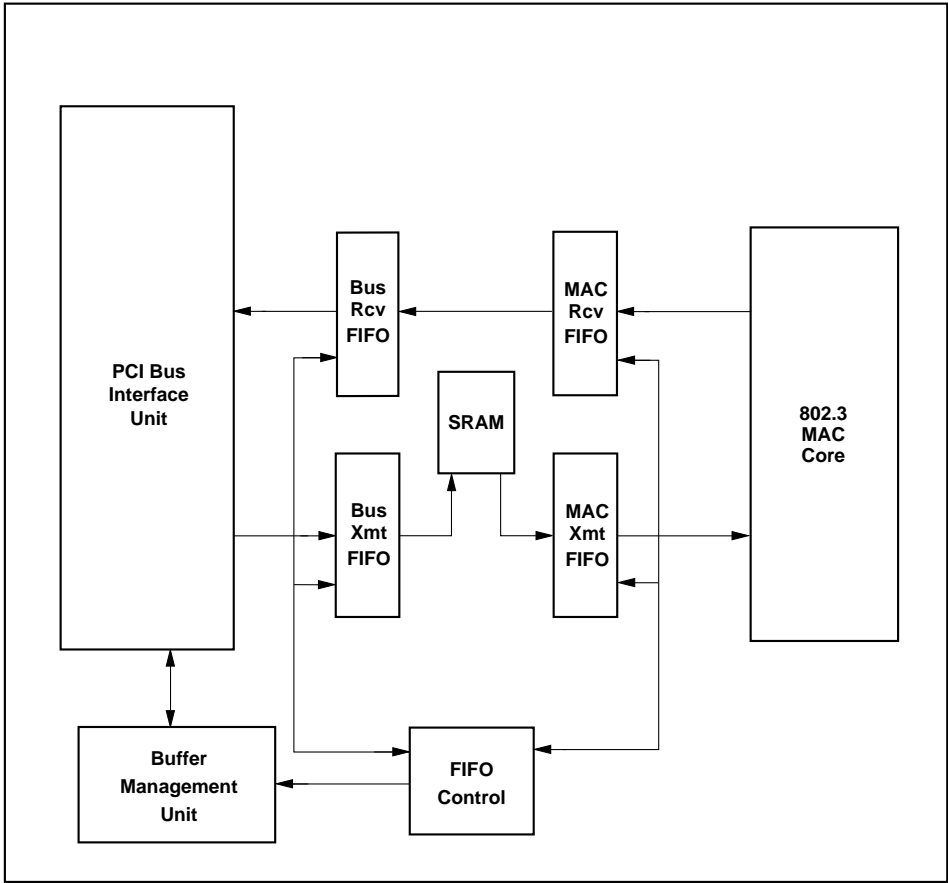 PCI Bus
Interface
Unit
Bus
Rcv
FIFO
MAC
Rcv
FIFO
SRAM
802.3
MAC
Core
Bus
Xmt
FIFO
MAC
Xmt
FIFO
Buffer
Management
Unit
FIFO
Control